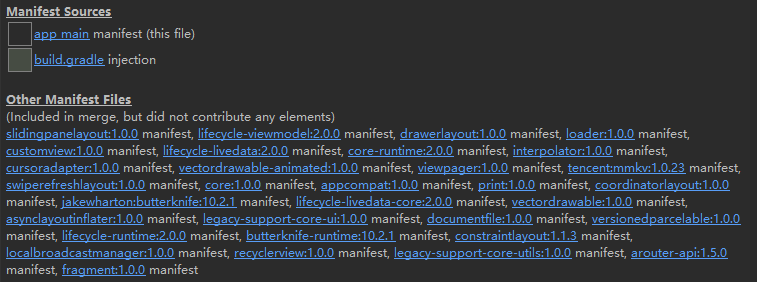 Manifest Sources
app main manifest (this file)
build.gradle injection
Other Manifest Files
(Included in merge, but did not contribute any elements)
slidingpanelayout:1.0.0 manifest, lifecycle-viewmodel:2.0.0 manifest, drawerlayout:1.0.0 manifest, loader:1.0.0 manifest,
customview:1.0.0 manifest, lifecycle-livedata:2.0.0 manifest, core-runtime:2.0.0 manifest, interpolator:1.0.0 manifest,
cursoradapter:1.0.0 manifest, vectordrawable-animated:1.0.0 manifest, viewpager:1.0.0 manifest, tencent:mmkv:1.0.23 manifest,
swiperefreshlayout:1.0.0 manifest, core:1.0.0 manifest, appcompat:1.0.0 manifest, print:1.0.0 manifest, coordinatorlayout:1.0.0
manifest, jakewharton:butterknife:10.2.1 manifest, lifecycle-livedata-core:2.0.0 manifest, vectordrawable:1.0.0 manifest,
asynclayoutinflater:1.0.0 manifest, legacy-support-core-ui:1.0.0 manifest, documentfile:1.0.0 manifest, versionedparcelable:1.0.0
manifest, lifecycle-runtime:2.0.0 manifest, butterknife-runtime:10.2.1 manifest, constraintlayout:1.1.3 manifest,
localbroadcastmanager:1.0.0 manifest, recyclerview:1.0.0 manifest, legacy-support-core-utils:1.0.0 manifest, arouter-api:1.5.0
manifest, fragment:1.0.0 manifest